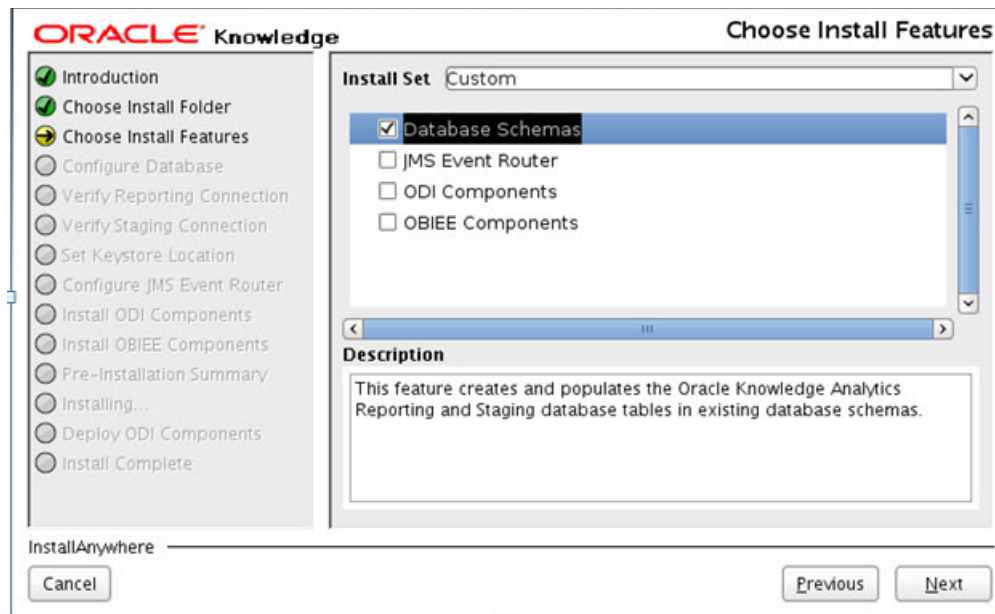 ORACLE Knowledge
Choose Install Features
Introduction
Choose Install Folder
Choose Install Features
Configure Database
Verify Reporting Connection
Verify Staging Connection
Set Keystore Location
Configure JMS Event Router
Install ODI Components
Install OBIEE Components
Pre-Installation Summary
Installing...
Deploy ODI Components
Install Complete
Install Set Custom
Database Schemas
JMS Event Router
ODI Components
OBIEE Components
Description
This feature creates and populates the Oracle Knowledge Analytics
Reporting and Staging database tables in existing database schemas.
InstallAnywhere
Cancel
Previous
Next